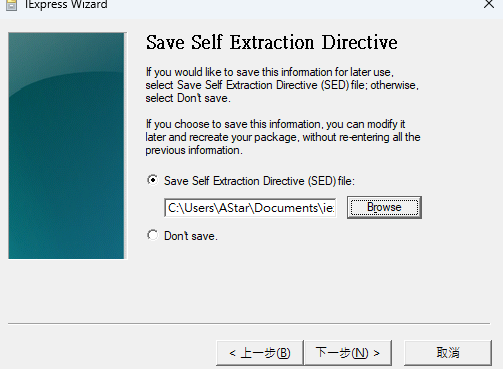 IExpress Wizard
Save Self Extraction Directive
If you would like to save this information for later use,
select Save Self Extraction Directive (SED) file; otherwise,
select Don't save.
If you choose to save this information, you can modify it
later and recreate your package, without re-entering all the
previous information.
Save Self Extraction Directive (SED) file:
C:\Users\AStar\Documents\ie
Browse
Don't save.
< 上一步(B)
下一步(N) >
取消